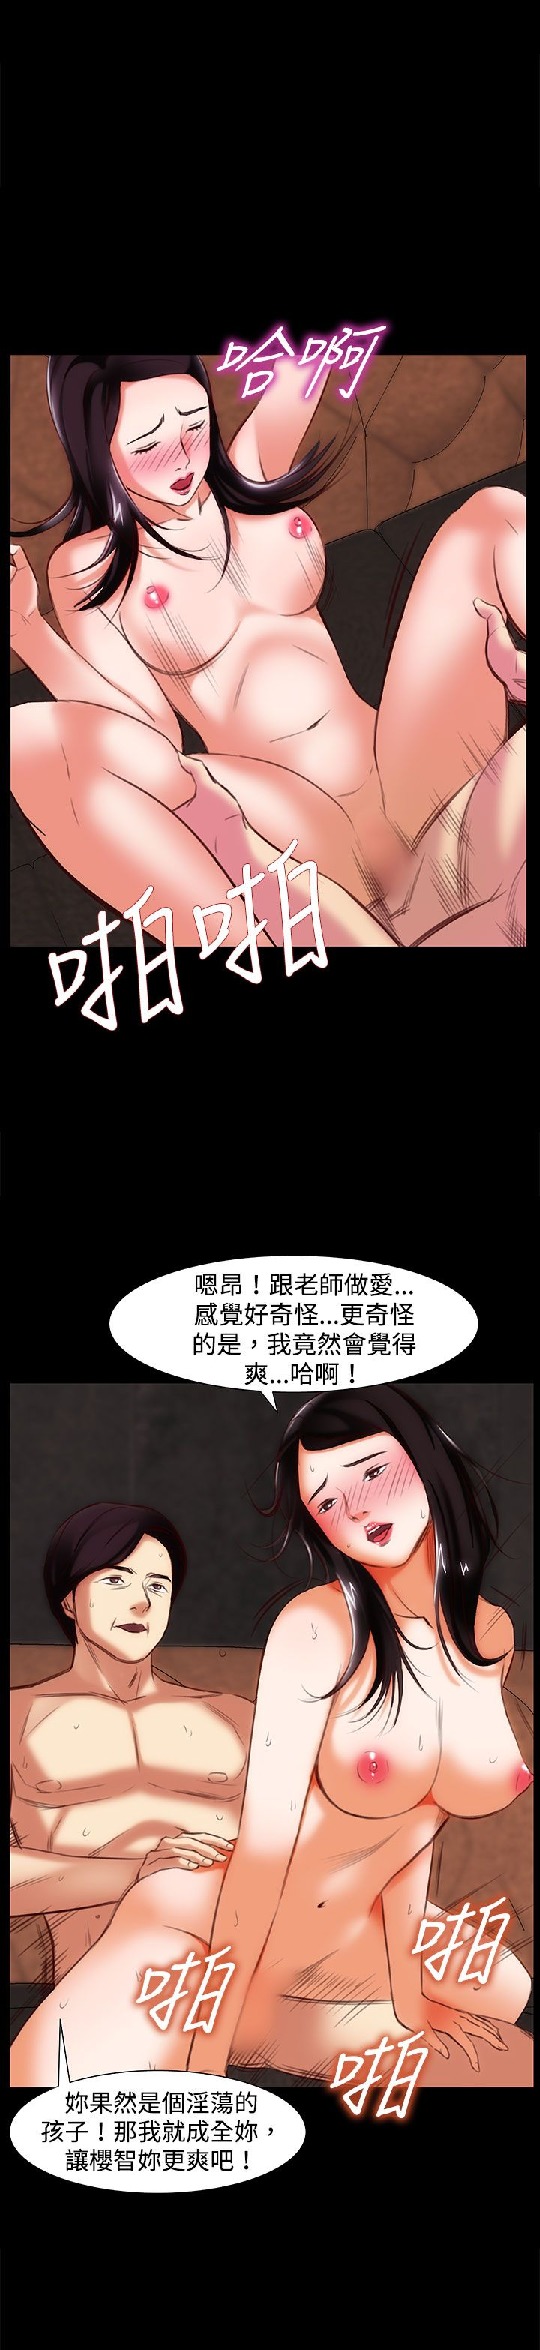 哈啊
啪啪
嗯昂！跟老師做愛...
感覺好奇怪...更奇怪
的是，我竟然會覺得
爽...哈啊！
啪
啪
啪
妳果然是個淫蕩的
孩子！那我就成全妳，
讓櫻智妳更爽吧！